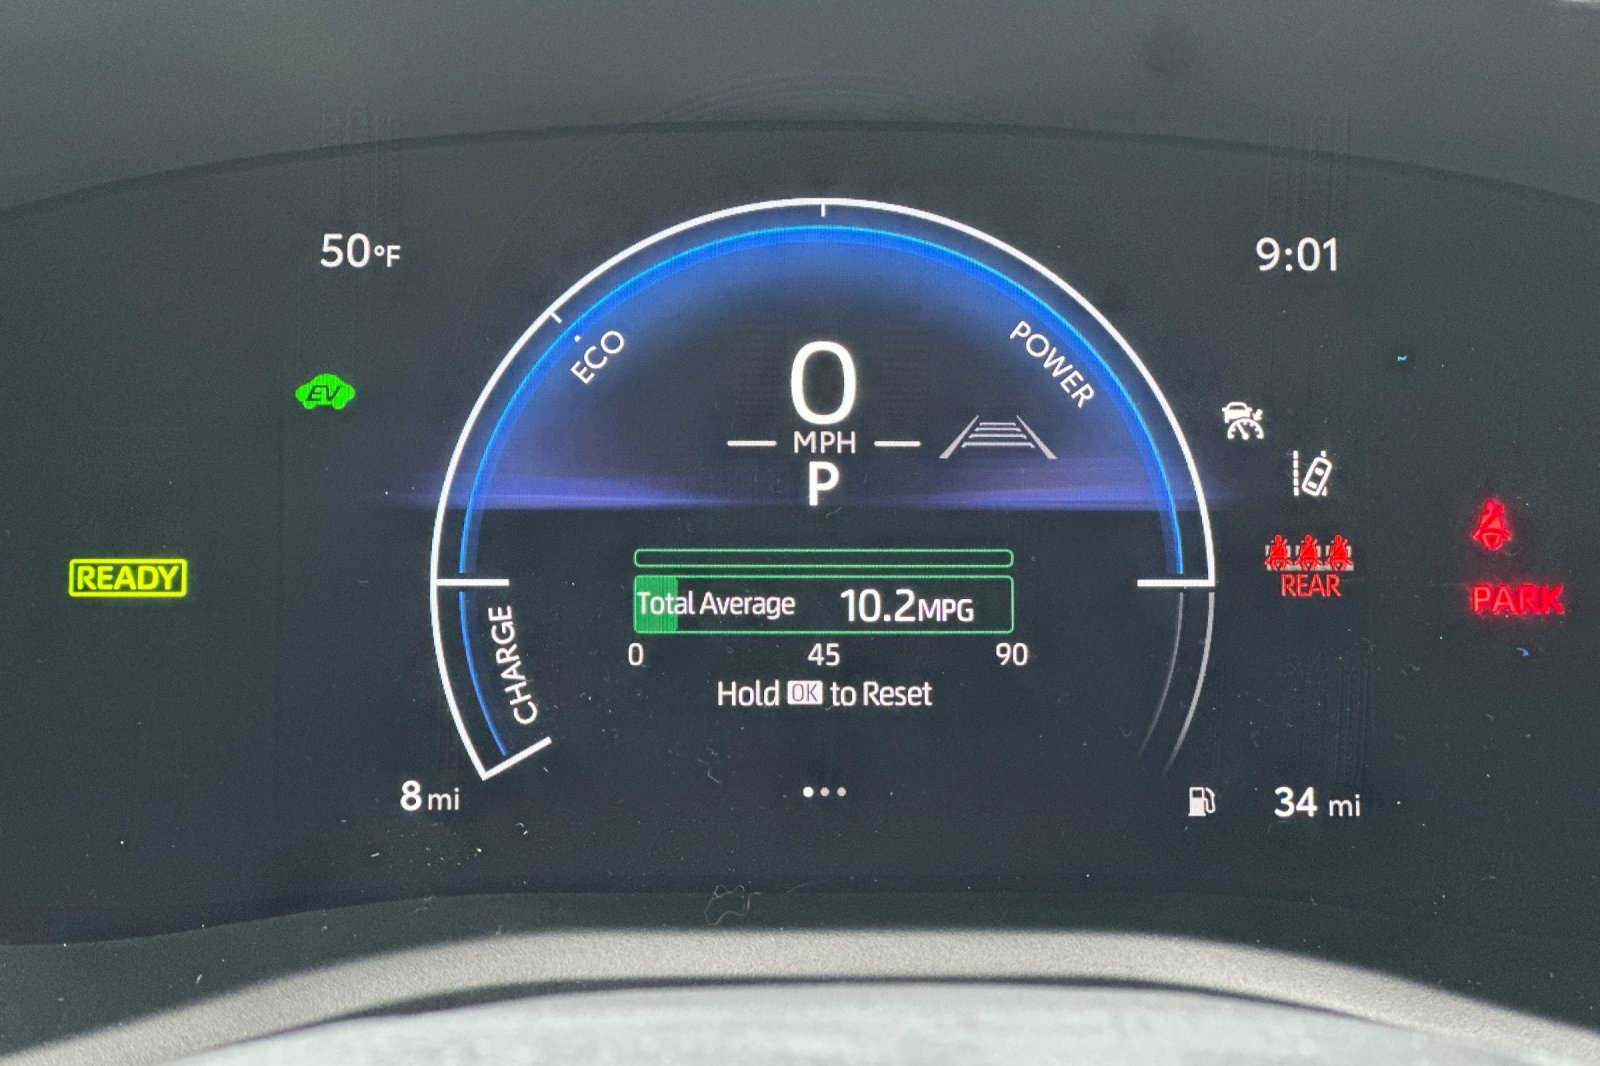 50°F
9:01
ECO
POWER
0
MPH
P
EV
READY
REAR
PARK
CHARGE
Total Average 10.2MPG
0 45 90
Hold OK to Reset
8 mi
34 mi